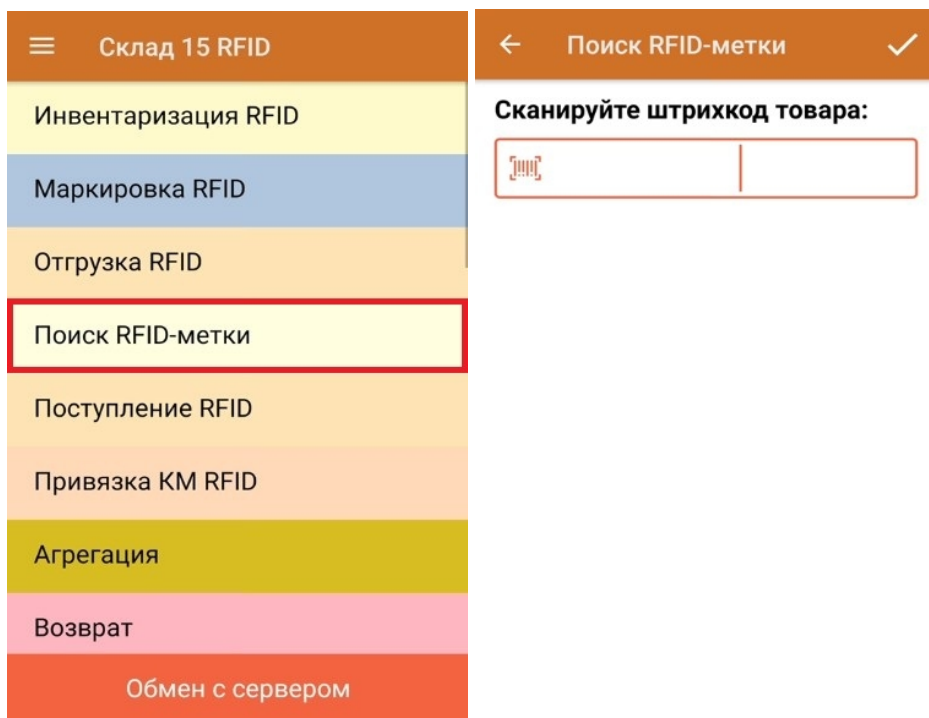 Склад 15 RFID
Инвентаризация RFID
Маркировка RFID
Отгрузка RFID
Поиск RFID-метки
Поступление RFID
Привязка КМ RFID
Агрегация
Возврат
Обмен с сервером
Поиск RFID-метки
Сканируйте штрихкод товара: